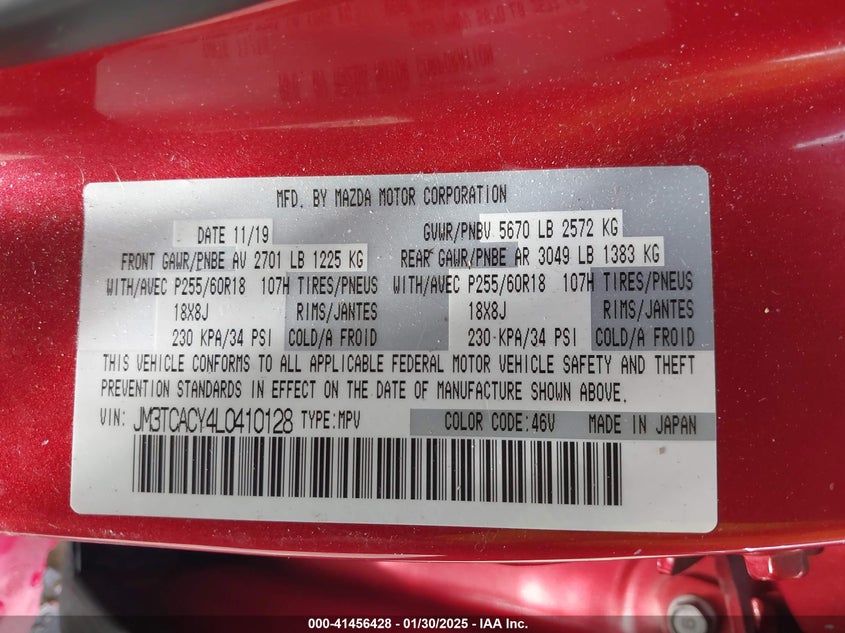 MFD. BY MAZDA MOTOR CORPORATION
DATE 11/19 GVWR/PNBV 5670 LB 2572 KG
FRONT GAWR/PNBE AV 2701 LB 1225 KG REAR GAWR/PNBE AR 3049 LB 1383 KG
WITH/AVEC P255/60R18 107H TIRES/PNEUS WITH/AVEC P255/60R18 107H TIRES/PNEUS
18X8J RIMS/JANTES 18X8J RIMS/JANTES
230 KPA/34 PSI COLD/A FROID 230 KPA/34 PSI COLD/A FROID
THIS VEHICLE CONFORMS TO ALL APPLICABLE FEDERAL MOTOR VEHICLE SAFETY AND THEFT
PREVENTION STANDARDS IN EFFECT ON THE DATE OF MANUFACTURE SHOWN ABOVE.
VIN: JM3TCACY4L0410128 TYPE:MPV COLOR CODE:46V MADE IN JAPAN
000-41456428 - 01/30/2025 - IAA Inc.